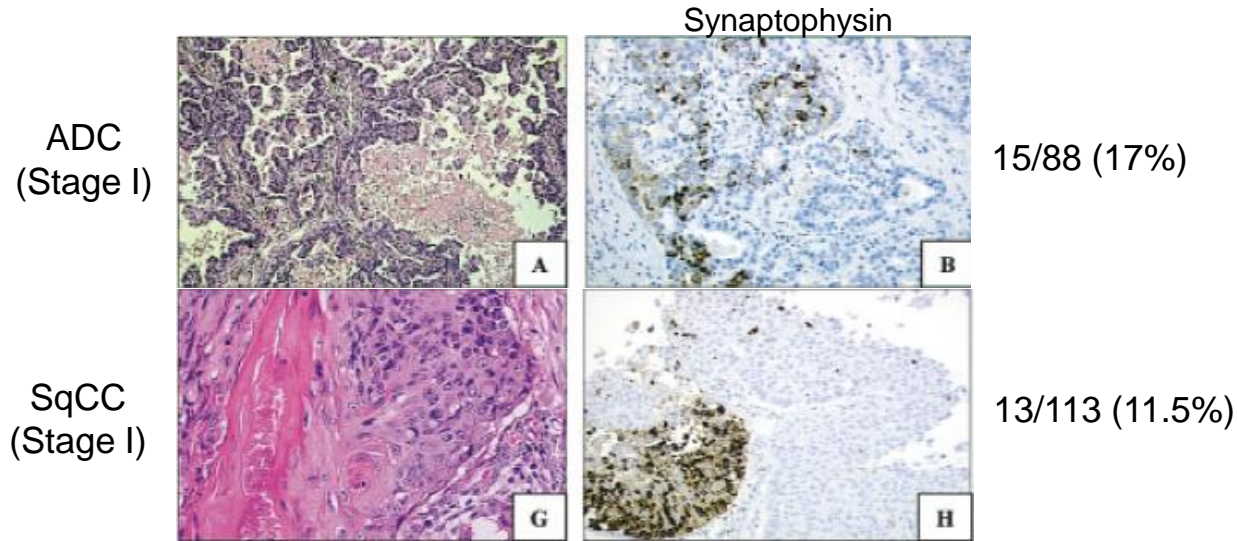 Synaptophysin
ADC
(Stage I)
A
B
15/88 (17%)
SqCC
(Stage I)
G
H
13/113 (11.5%)